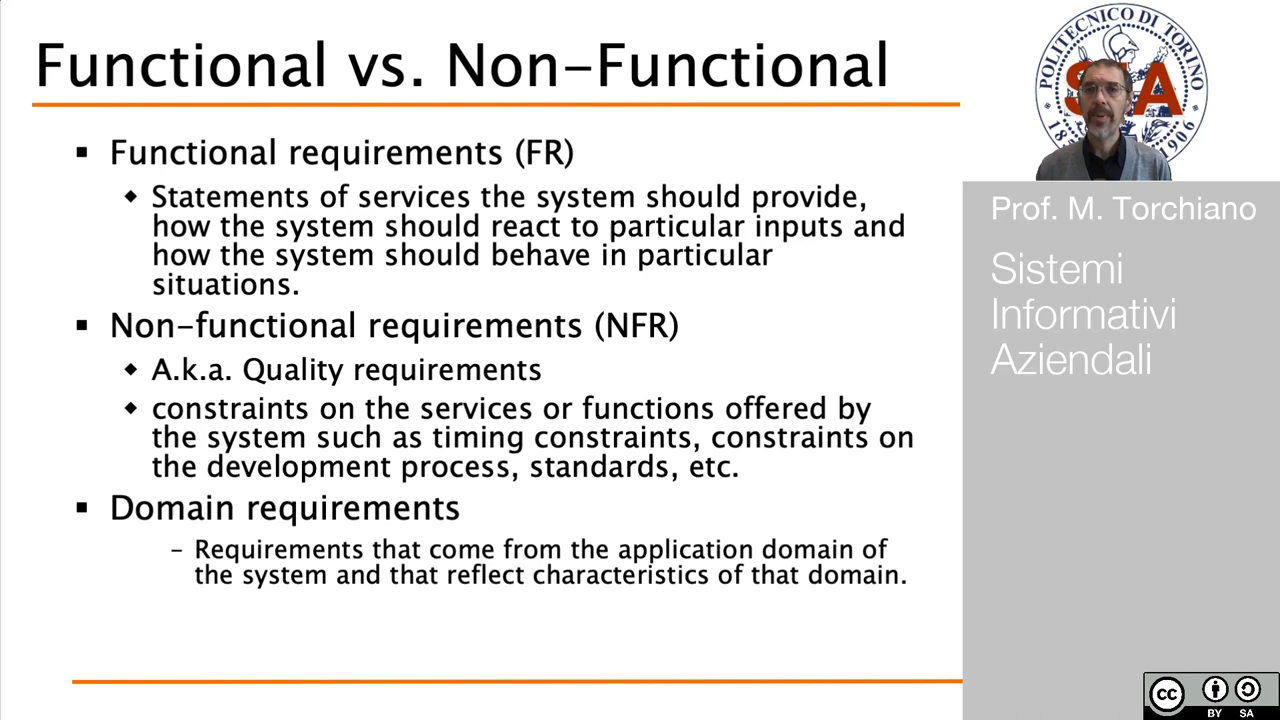 Functional vs. Non-Functional
Functional requirements (FR)
Statements of services the system should provide,
how the system should react to particular inputs and
how the system should behave in particular
situations.
Non-functional requirements (NFR)
A.k.a. Quality requirements
constraints on the services or functions offered by
the system such as timing constraints, constraints on
the development process, standards, etc.
Domain requirements
– Requirements that come from the application domain of
the system and that reflect characteristics of that domain.
POLITECNICO DI TORINO
Prof. M. Torchiano
Sistemi
Informativi
Aziendali
cc
BY SA